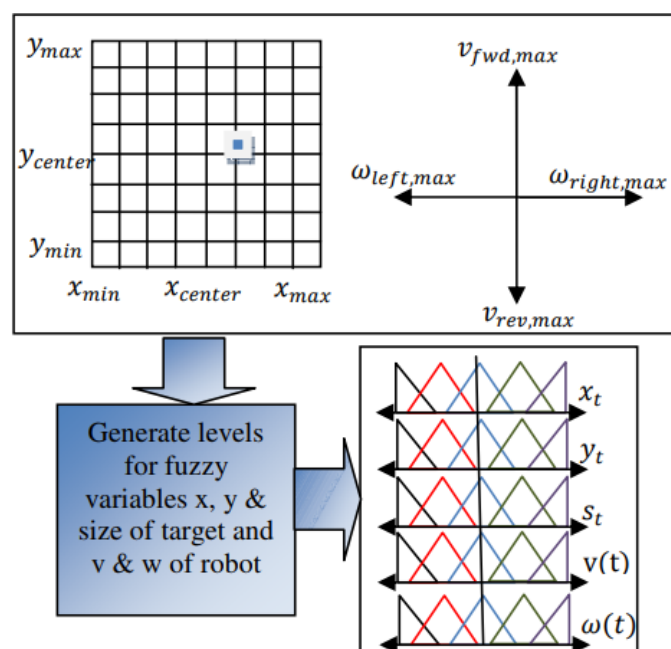 y_max
v_fwd,max
y_center
ω_left,max
ω_right,max
y_min
x_min
x_center
x_max
v_rev,max
Generate levels
for fuzzy
variables x, y &
size of target and
v & w of robot
x_t
y_t
s_t
v(t)
ω(t)